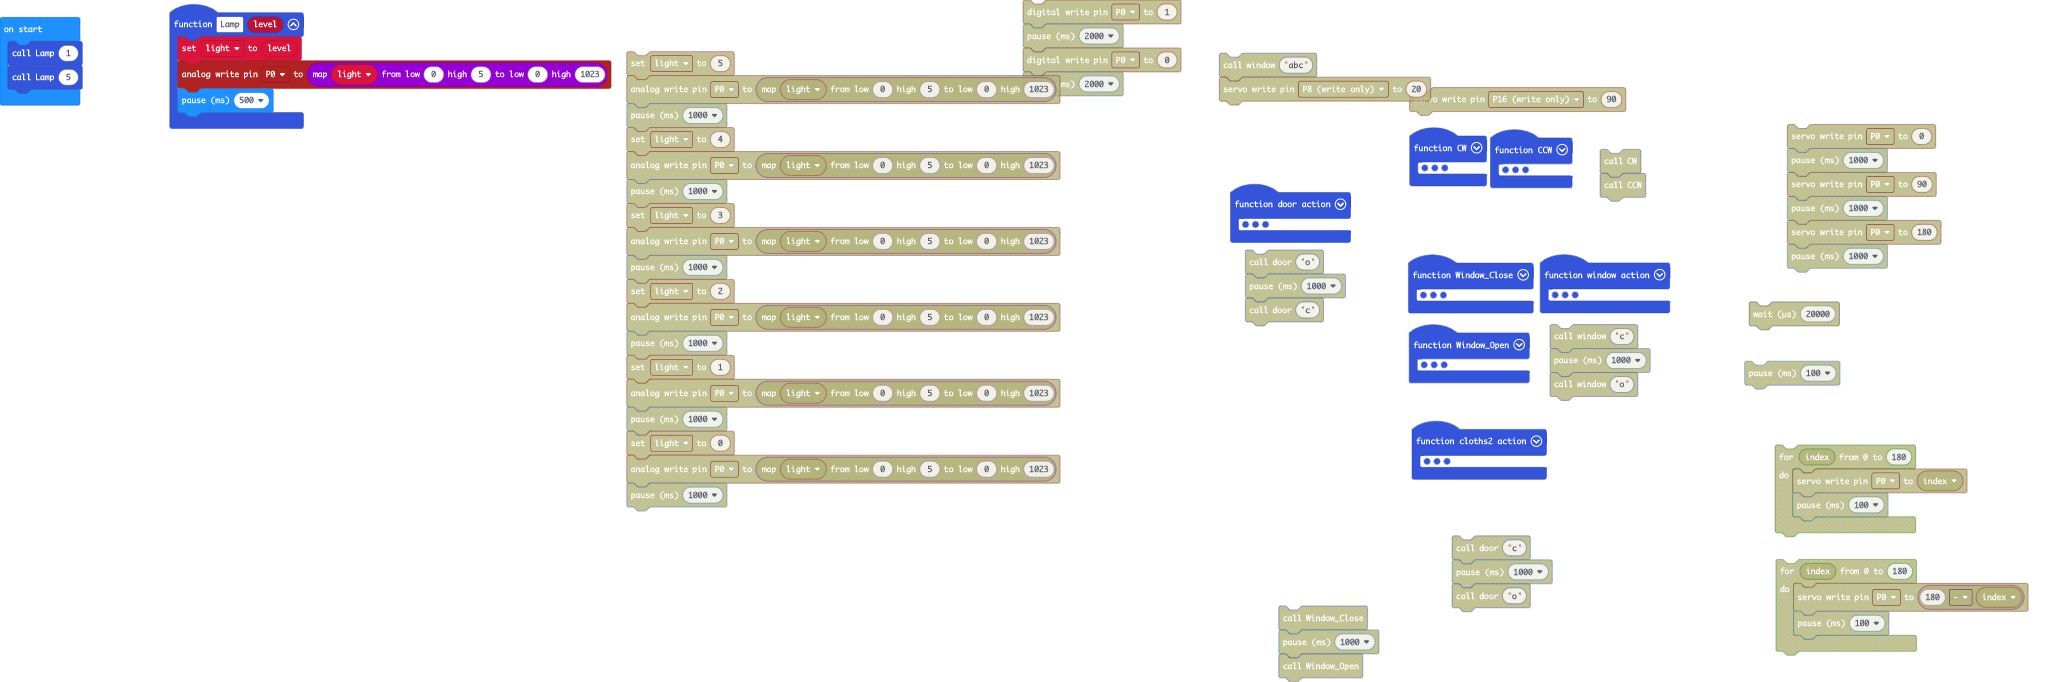 on start
call Lamp 1
call Lamp 5
function Lamp level
set light to level
analog write pin P0 to map light from low 0 high 5 to low 0 high 1023
pause (ms) 500
set light to 5
analog write pin P0 to map light from low 0 high 5 to low 0 high 1023
pause (ms) 1000
set light to 4
analog write pin P0 to map light from low 0 high 5 to low 0 high 1023
pause (ms) 1000
set light to 3
analog write pin P0 to map light from low 0 high 5 to low 0 high 1023
pause (ms) 1000
set light to 2
analog write pin P0 to map light from low 0 high 5 to low 0 high 1023
pause (ms) 1000
set light to 1
analog write pin P0 to map light from low 0 high 5 to low 0 high 1023
pause (ms) 1000
set light to 0
analog write pin P0 to map light from low 0 high 5 to low 0 high 1023
pause (ms) 1000
digital write pin P0 to 1
pause (ms) 2000
digital write pin P0 to 0
ms) 2000
call window "abc"
servo write pin P8 (write only) to 20
vo write pin P16 (write only) to 90
function CW
function CCW
call CW
call CCW
function door action
call door "o"
pause (ms) 1000
call door "c"
function Window_Close
function window action
function Window_Open
call window "c"
pause (ms) 1000
call window "o"
function cloths2 action
call door "c"
pause (ms) 1000
call door "o"
call Window_Close
pause (ms) 1000
call Window_Open
servo write pin P0 to 0
pause (ms) 1000
servo write pin P0 to 90
pause (ms) 1000
servo write pin P0 to 180
pause (ms) 1000
wait (µs) 20000
pause (ms) 100
for index from 0 to 180
do
servo write pin P0 to index
pause (ms) 100
for index from 0 to 180
do
servo write pin P0 to 180 - index
pause (ms) 100